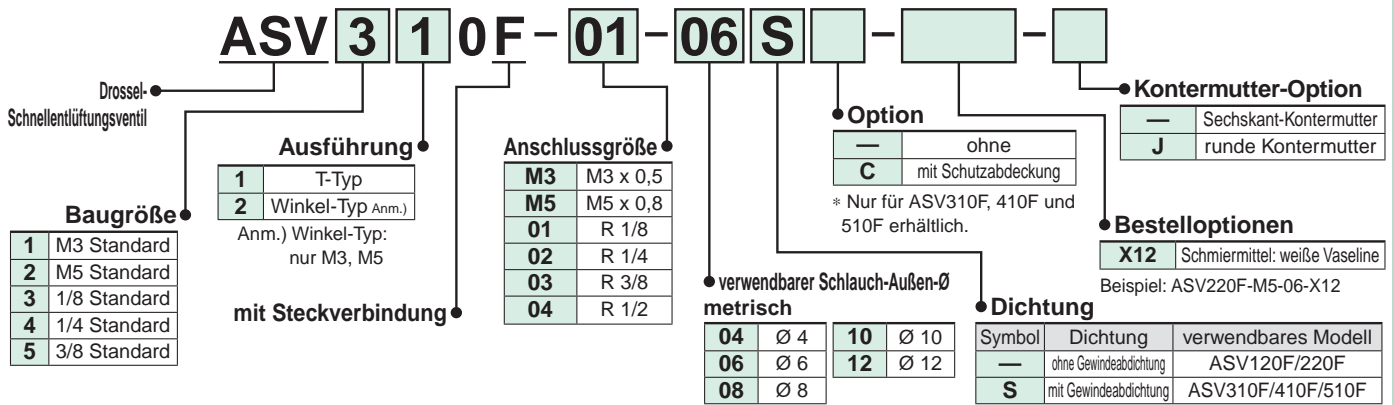 ASV 3 1 0 F - 01 - 06 S - -
Drossel-
Schnellentlüftungsventil
Baugröße
1 M3 Standard
2 M5 Standard
3 1/8 Standard
4 1/4 Standard
5 3/8 Standard
Ausführung
1 T-Typ
2 Winkel-Typ Anm.)
Anm.) Winkel-Typ:
nur M3, M5
mit Steckverbindung
Anschlussgröße
M3 M3 x 0,5
M5 M5 x 0,8
01 R 1/8
02 R 1/4
03 R 3/8
04 R 1/2
verwendbarer Schlauch-Außen-Ø
metrisch
04 Ø 4 10 Ø 10
06 Ø 6 12 Ø 12
08 Ø 8
Option
— ohne
C mit Schutzabdeckung
* Nur für ASV310F, 410F und
510F erhältlich.
Dichtung
Symbol Dichtung verwendbares Modell
— ohne Gewindeabdichtung ASV120F/220F
S mit Gewindeabdichtung ASV310F/410F/510F
Bestelloptionen
X12 Schmiermittel: weiße Vaseline
Beispiel: ASV220F-M5-06-X12
Kontermutter-Option
— Sechskant-Kontermutter
J runde Kontermutter